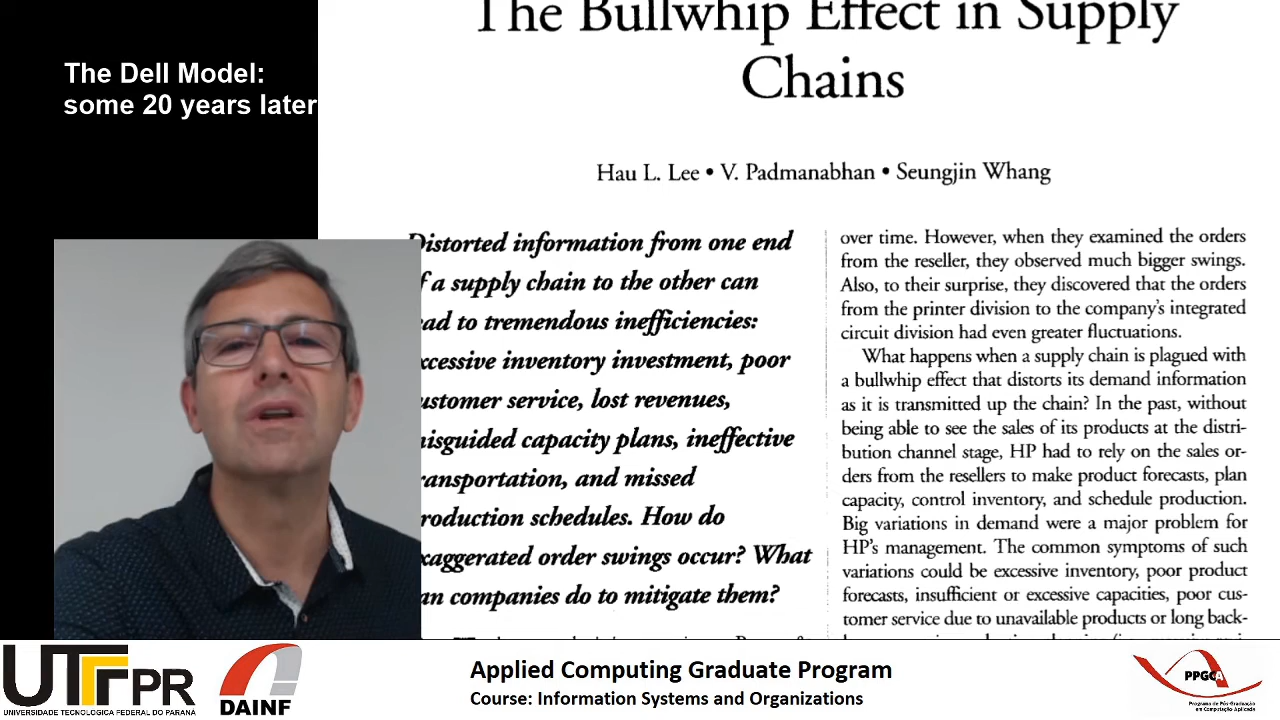 The Dell Model:
some 20 years later
The Bullwhip Effect in Supply
Chains
Hau L. Lee • V. Padmanabhan • Seungjin Whang
Distorted information from one end
f a supply chain to the other can
ead to tremendous inefficiencies:
xcessive inventory investment, poor
ustomer service, lost revenues,
isguided capacity plans, ineffective
ransportation, and missed
roduction schedules. How do
xaggerated order swings occur? What
an companies do to mitigate them?
over time. However, when they examined the orders
from the reseller, they observed much bigger swings.
Also, to their surprise, they discovered that the orders
from the printer division to the company's integrated
circuit division had even greater fluctuations.
What happens when a supply chain is plagued with
a bullwhip effect that distorts its demand information
as it is transmitted up the chain? In the past, without
being able to see the sales of its products at the distri-
bution channel stage, HP had to rely on the sales or-
ders from the resellers to make product forecasts, plan
capacity, control inventory, and schedule production.
Big variations in demand were a major problem for
HP's management. The common symptoms of such
variations could be excessive inventory, poor product
forecasts, insufficient or excessive capacities, poor cus-
tomer service due to unavailable products or long back-
UTFPR
UNIVERSIDADE TECNOLÓGICA FEDERAL DO PARANÁ
DAINF
Applied Computing Graduate Program
Course: Information Systems and Organizations
PPGCA
Programa de Pós-Graduação
em Computação Aplicada